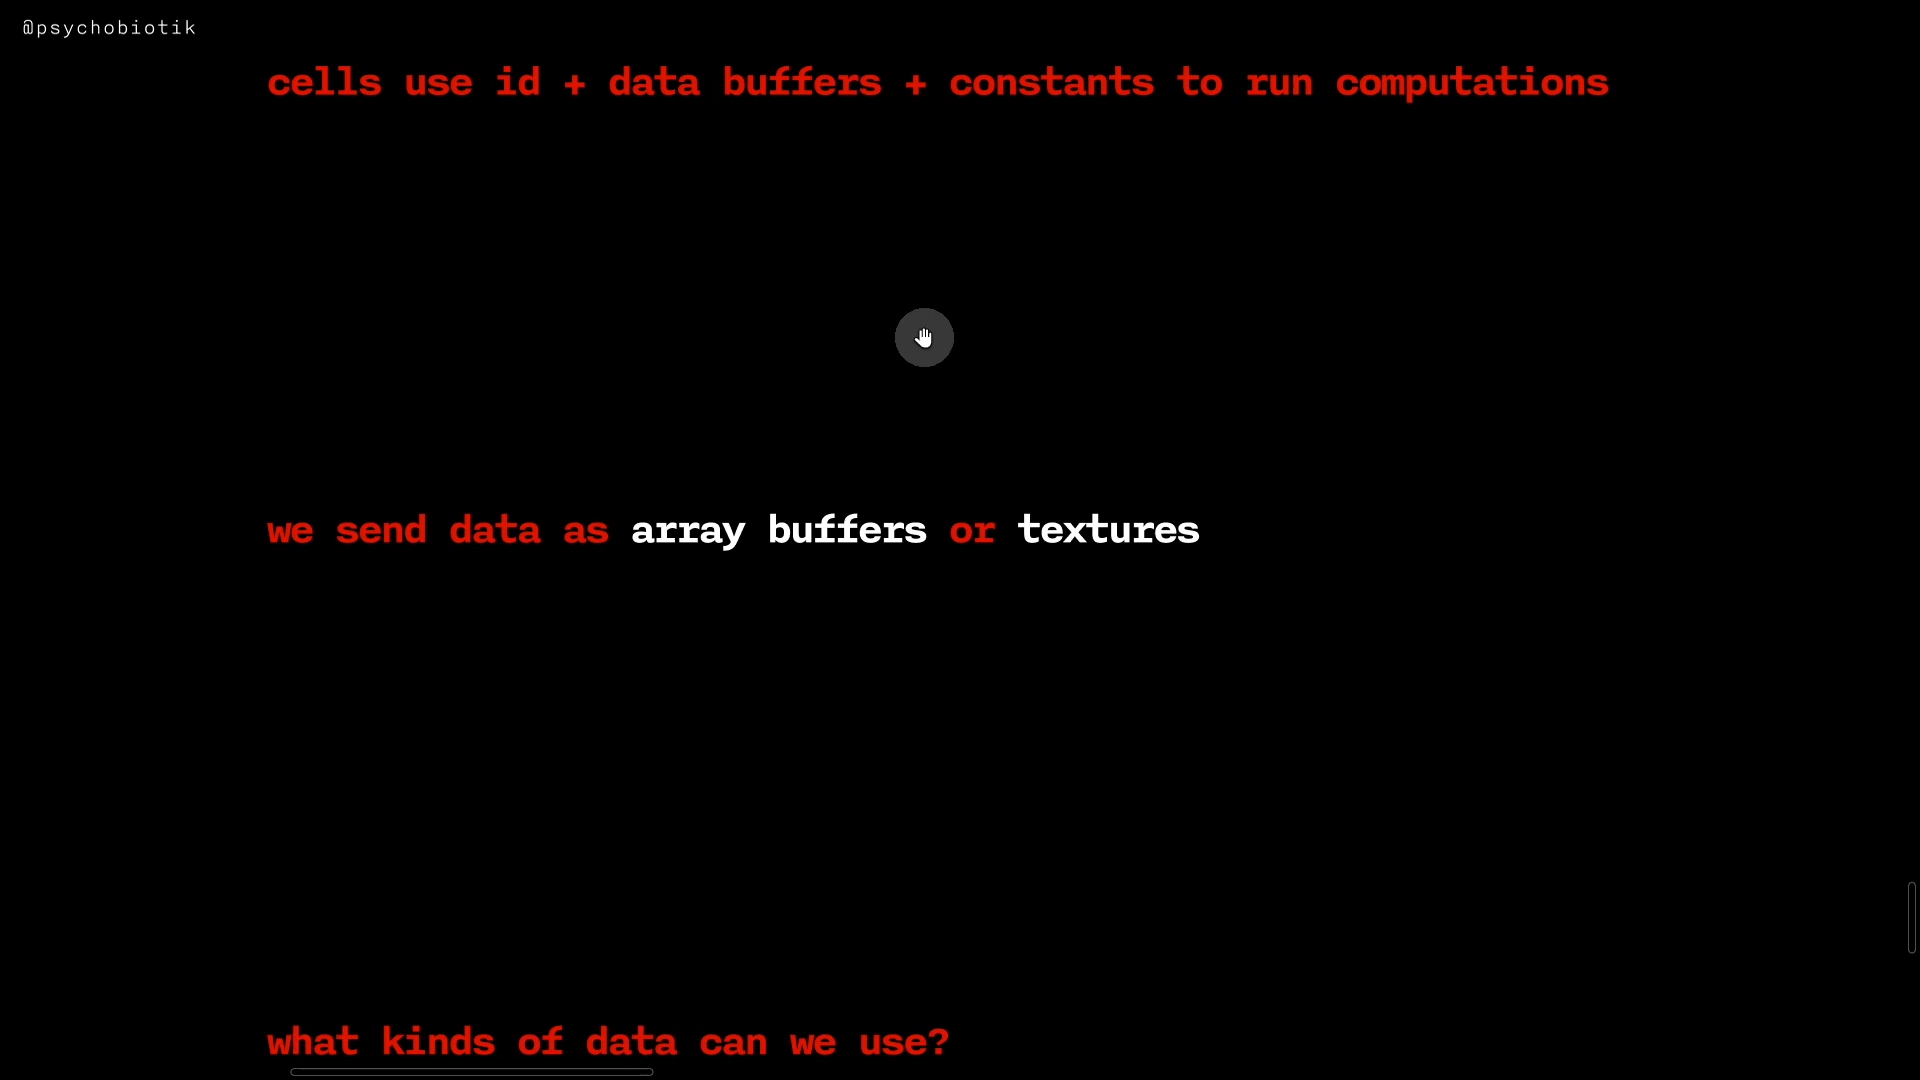 @psychobiotik
cells use id + data buffers + constants to run computations
we send data as array buffers or textures
what kinds of data can we use?